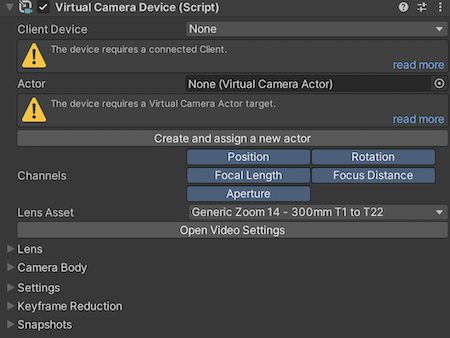 Virtual Camera Device (Script)
Client Device None
The device requires a connected Client.
read more
Actor None (Virtual Camera Actor)
The device requires a Virtual Camera Actor target.
read more
Create and assign a new actor
Position Rotation
Channels Focal Length Focus Distance
Aperture
Lens Asset Generic Zoom 14 - 300mm T1 to T22
Open Video Settings
Lens
Camera Body
Settings
Keyframe Reduction
Snapshots